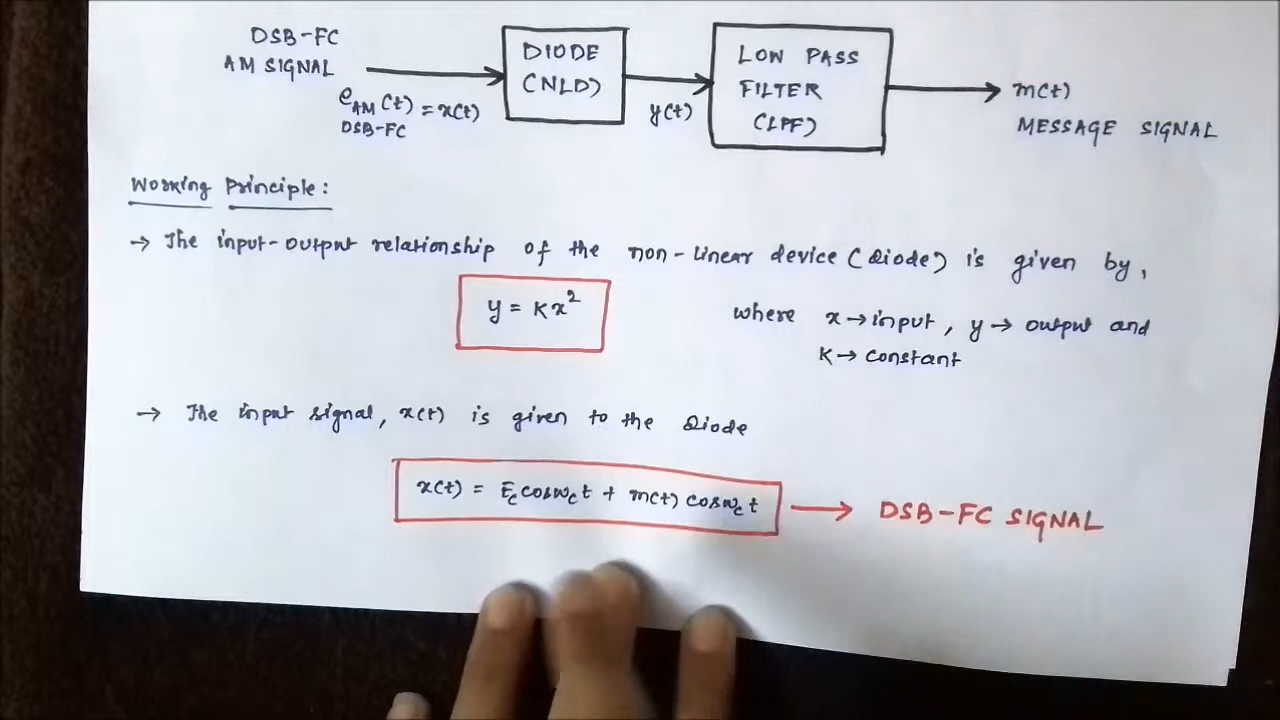 DSB-FC
AM SIGNAL
e_AM(t) = x(t)
DSB-FC
DIODE
(NLD)
y(t)
LOW PASS
FILTER
(LPF)
m(t)
MESSAGE SIGNAL
Working Principle:
→ The input-output relationship of the non-linear device (Diode) is given by,
y = Kx²
where x→input, y→ output and
K→ constant
→ The input signal, x(t) is given to the Diode
x(t) = E_c cosω_c t + m(t) cosω_c t → DSB-FC SIGNAL